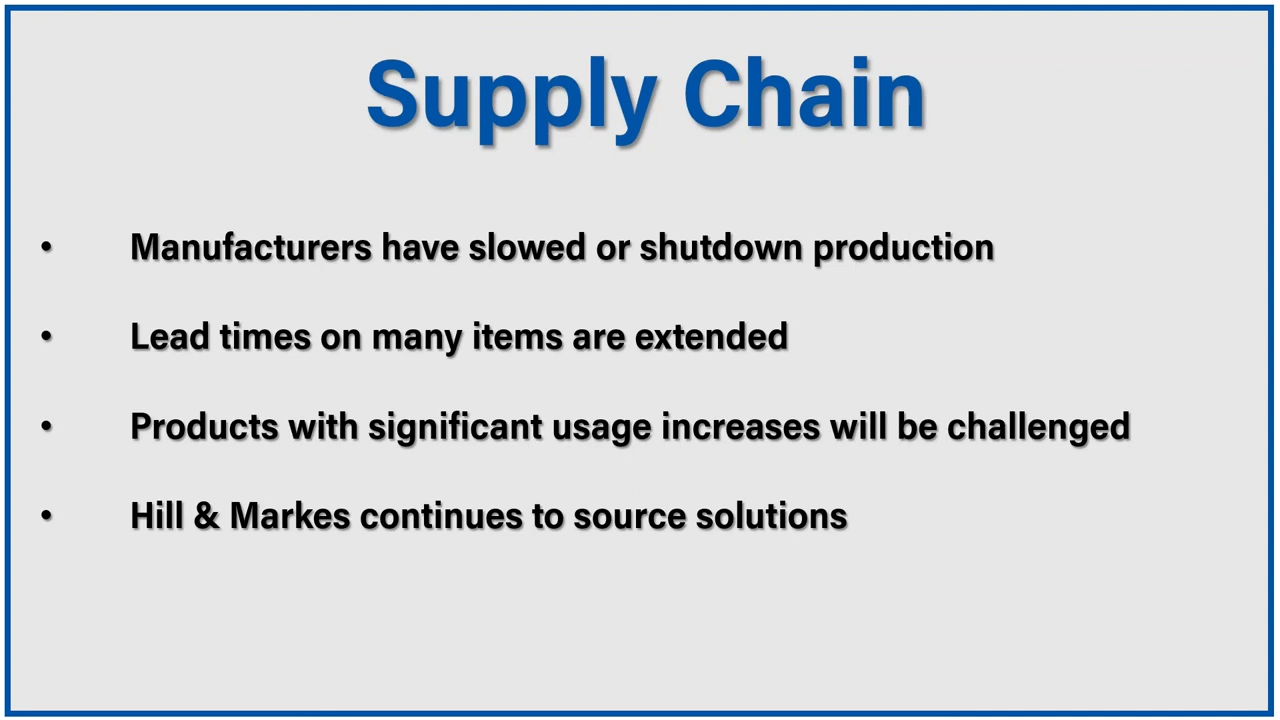 Supply Chain
• Manufacturers have slowed or shutdown production
• Lead times on many items are extended
• Products with significant usage increases will be challenged
• Hill & Markes continues to source solutions